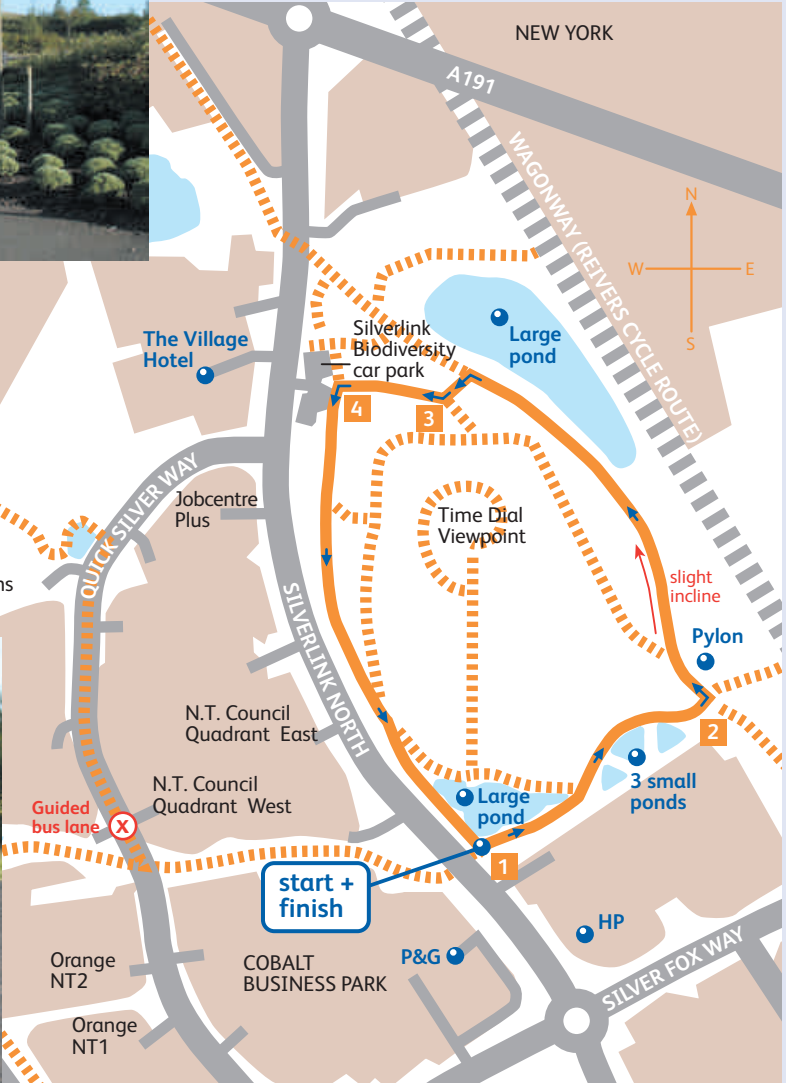 NEW YORK
A191
WAGONWAY (REIVERS CYCLE ROUTE)
N
W
E
S
The Village
Hotel
Silverlink
Biodiversity
car park
Large
pond
4
3
QUICK SILVER WAY
Jobcentre
Plus
Time Dial
Viewpoint
ns
slight
incline
SILVERLINK NORTH
Pylon
2
N.T. Council
Quadrant East
N.T. Council
Quadrant West
Guided
bus lane
X
Large
pond
3 small
ponds
1
start +
finish
HP
P&G
SILVER FOX WAY
Orange
NT2
COBALT
BUSINESS PARK
Orange
NT1